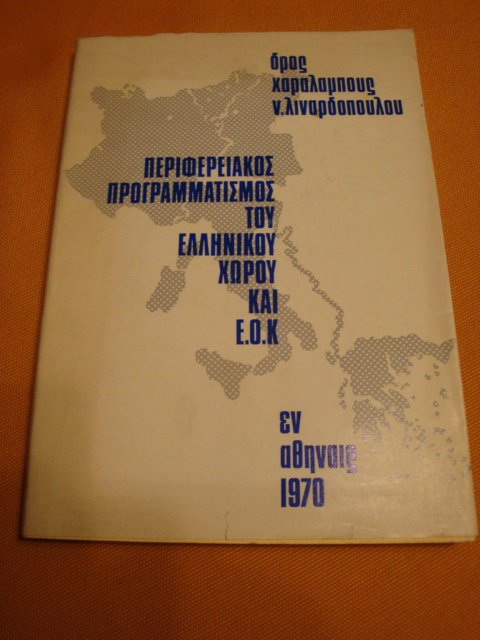 δρος
χαραλαμπους
ν.λιναρδοπουλου
ΠΕΡΙΦΕΡΕΙΑΚΟΣ
ΠΡΟΓΡΑΜΜΑΤΙΣΜΟΣ
ΤΟΥ
ΕΛΛΗΝΙΚΟΥ
ΧΩΡΟΥ
ΚΑΙ
Ε.Ο.Κ
εν
αθηναις
1970